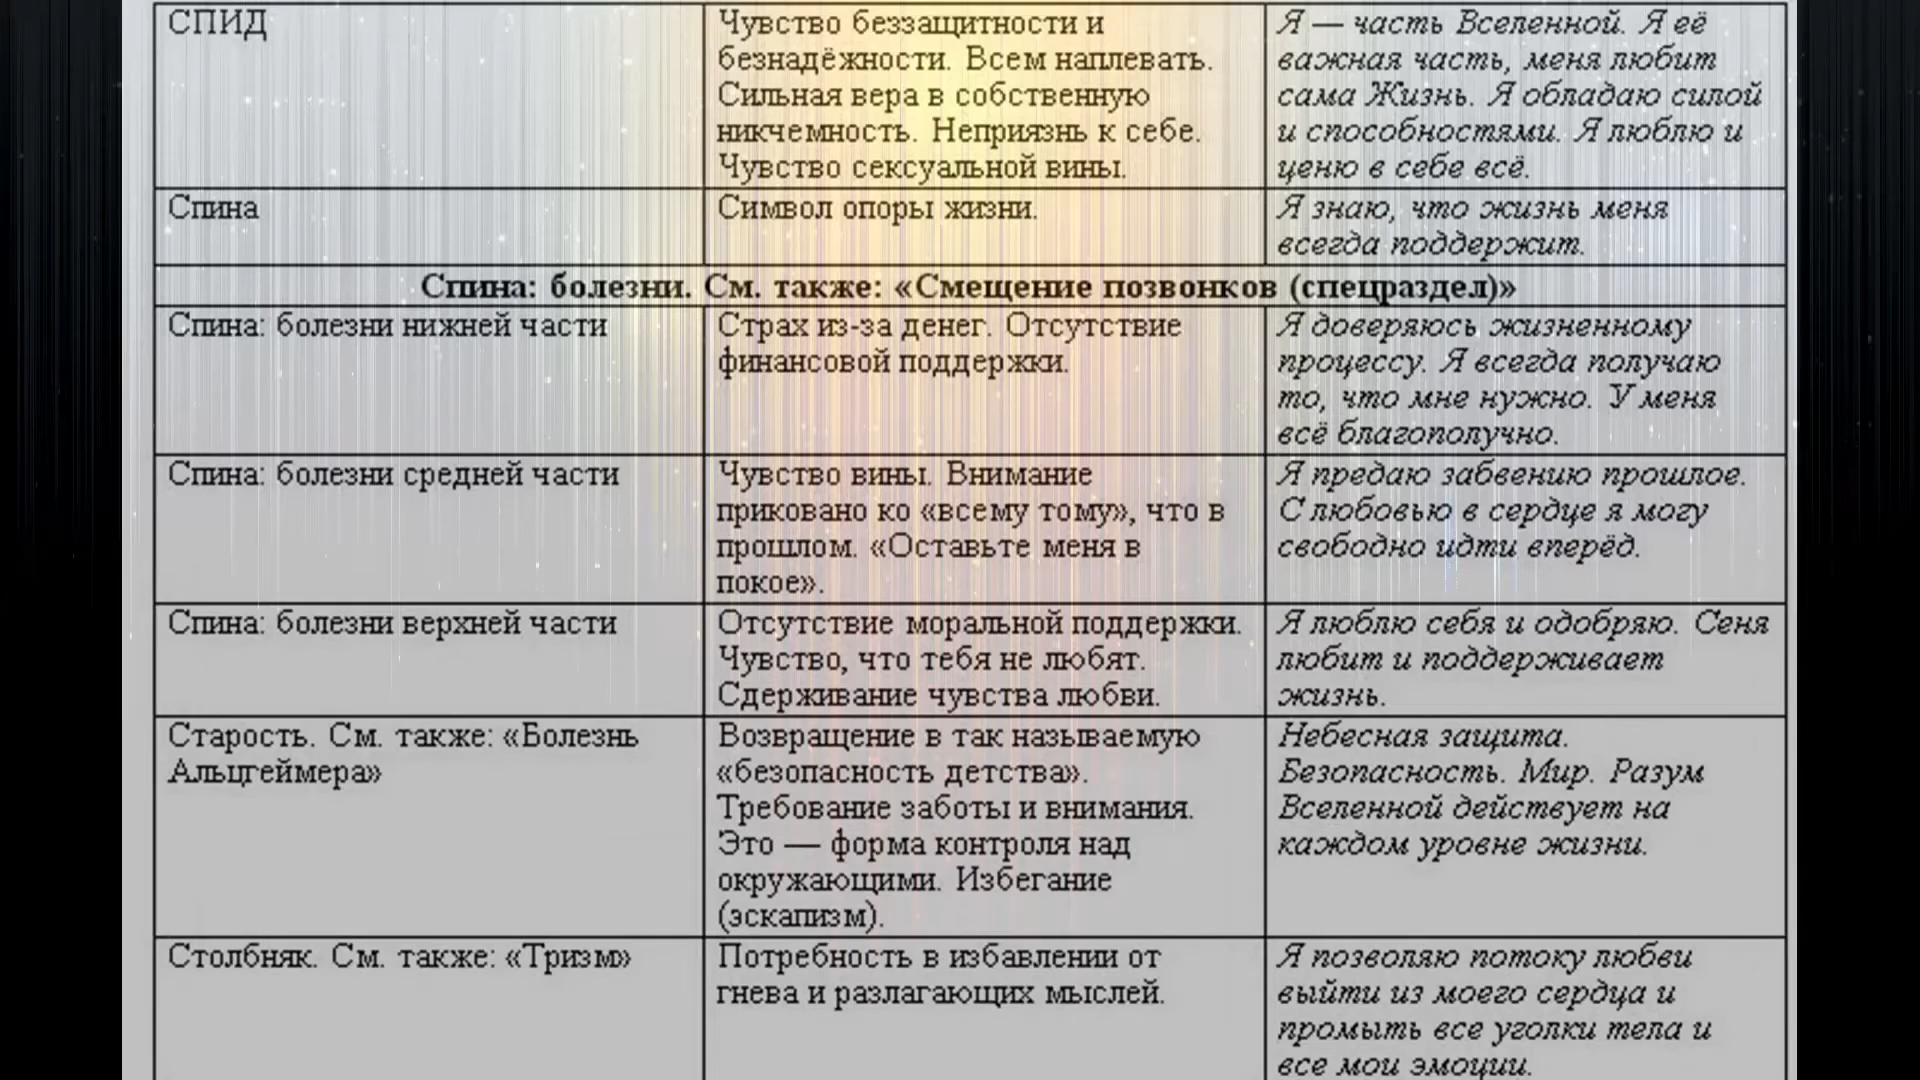 СПИД
Чувство беззащитности и
безнадёжности. Всем наплевать.
Сильная вера в собственную
никчемность. Неприязнь к себе.
Чувство сексуальной вины.
Я — часть Вселенной. Я её
важная часть, меня любит
сама Жизнь. Я обладаю силой
и способностями. Я люблю и
ценю в себе всё.
Спина
Символ опоры жизни.
Я знаю, что жизнь меня
всегда поддержит.
Спина: болезни. См. также: «Смещение позвонков (спецраздел)»
Спина: болезни нижней части
Страх из-за денег. Отсутствие
финансовой поддержки.
Я доверяюсь жизненному
процессу. Я всегда получаю
то, что мне нужно. У меня
всё благополучно.
Спина: болезни средней части
Чувство вины. Внимание
приковано ко «всему тому», что в
прошлом. «Оставьте меня в
покое».
Я предаю забвению прошлое.
С любовью в сердце я могу
свободно идти вперёд.
Спина: болезни верхней части
Отсутствие моральной поддержки.
Чувство, что тебя не любят.
Сдерживание чувства любви.
Я люблю себя и одобряю. Сеня
любит и поддерживает
жизнь.
Старость. См. также: «Болезнь
Альцгеймера»
Возвращение в так называемую
«безопасность детства».
Требование заботы и внимания.
Это — форма контроля над
окружающими. Избегание
(эскапизм).
Небесная защита.
Безопасность. Мир. Разум
Вселенной действует на
каждом уровне жизни.
Столбняк. См. также: «Тризм»
Потребность в избавлении от
гнева и разлагающих мыслей.
Я позволяю потоку любви
выйти из моего сердца и
промыть все уголки тела и
все мои эмоции.